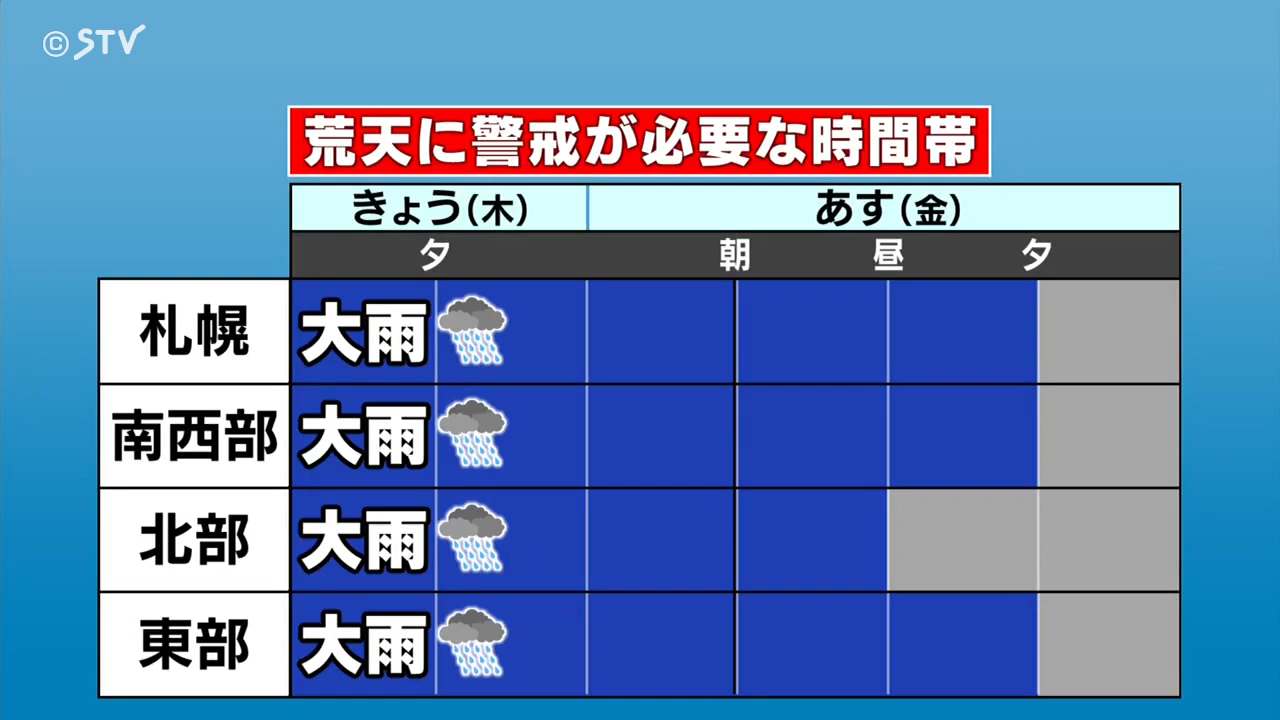 © STV
荒天に警戒が必要な時間帯
きょう(木) あす(金)
夕 朝 昼 夕
札幌 大雨
南西部 大雨
北部 大雨
東部 大雨